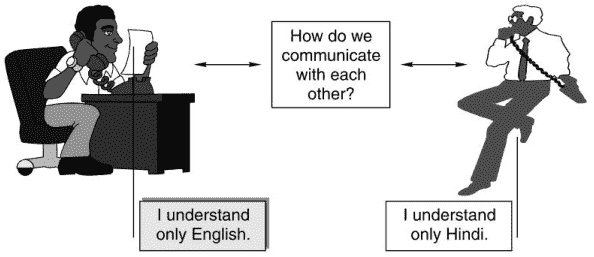 How do we
communicate
with each
other?
I understand
only English.
I understand
only Hindi.